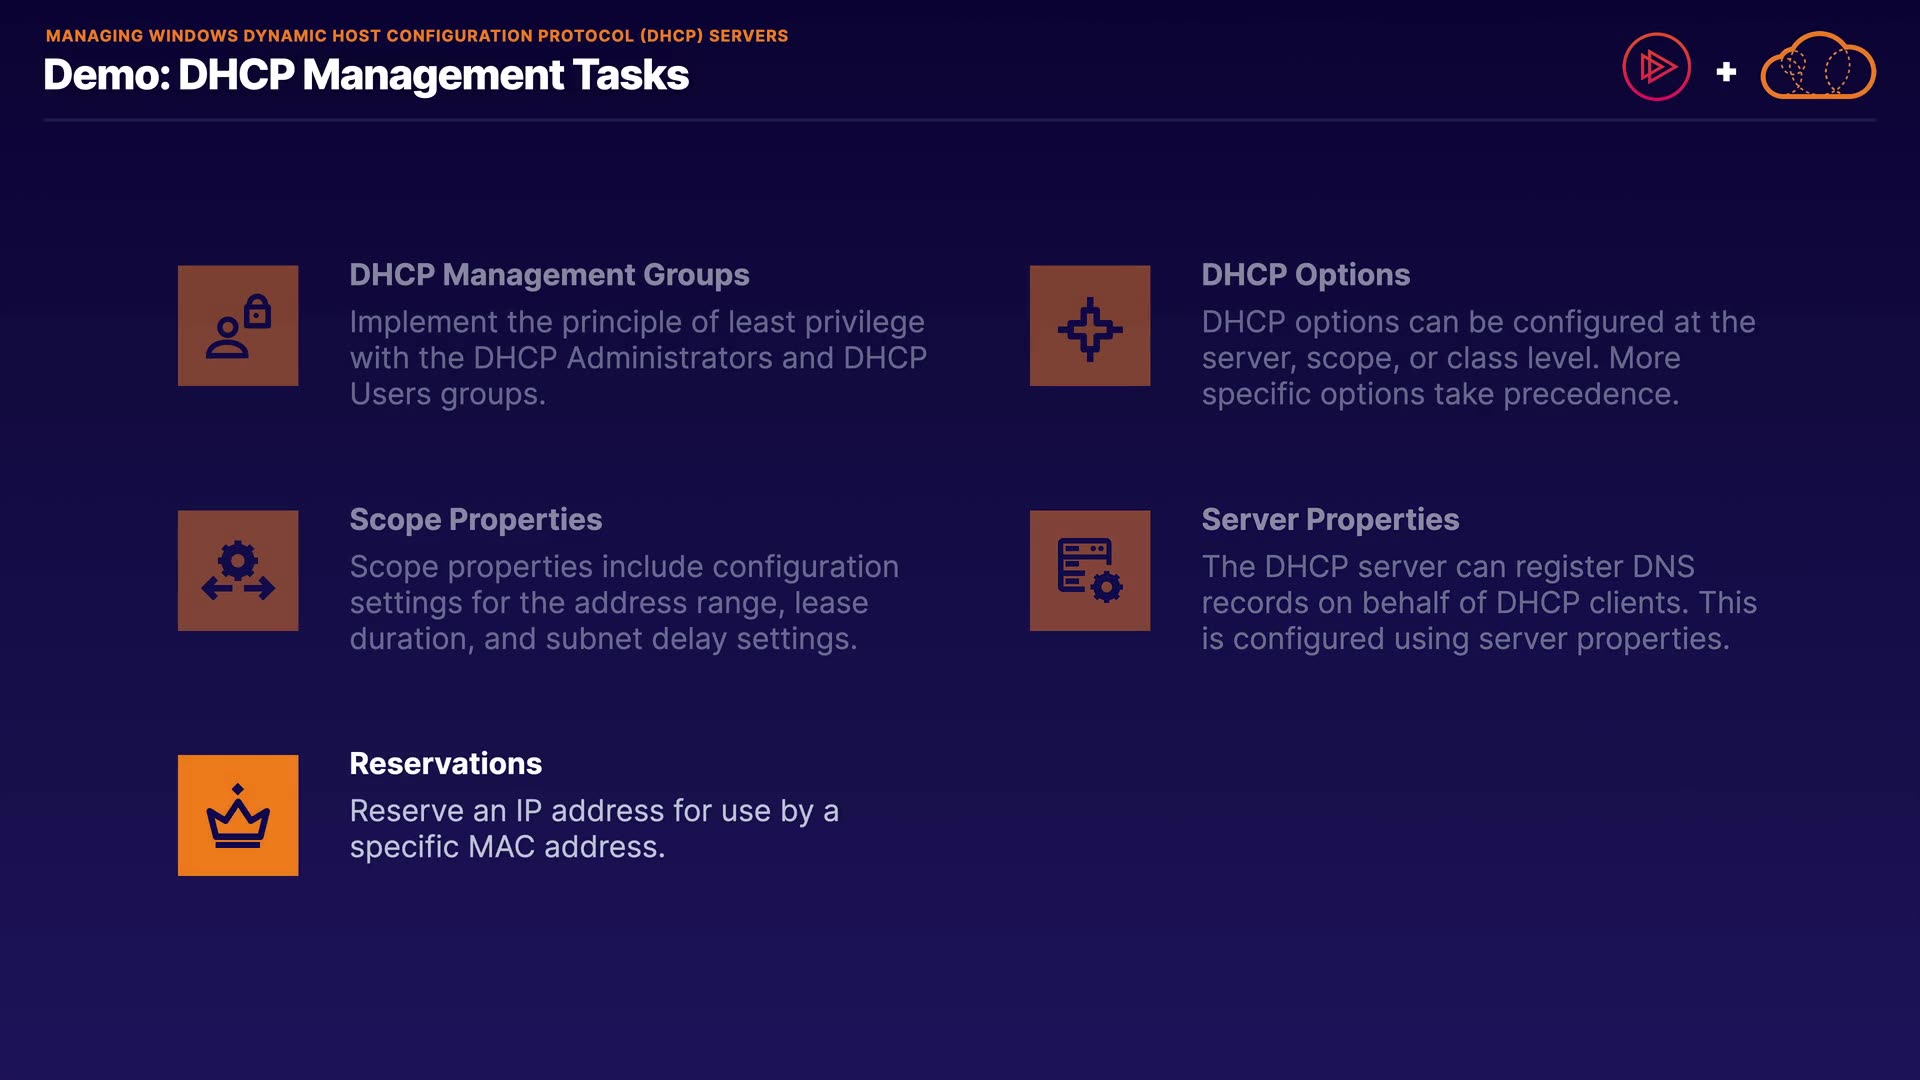 MANAGING WINDOWS DYNAMIC HOST CONFIGURATION PROTOCOL (DHCP) SERVERS
Demo: DHCP Management Tasks
DHCP Management Groups
Implement the principle of least privilege
with the DHCP Administrators and DHCP
Users groups.
DHCP Options
DHCP options can be configured at the
server, scope, or class level. More
specific options take precedence.
Scope Properties
Scope properties include configuration
settings for the address range, lease
duration, and subnet delay settings.
Server Properties
The DHCP server can register DNS
records on behalf of DHCP clients. This
is configured using server properties.
Reservations
Reserve an IP address for use by a
specific MAC address.